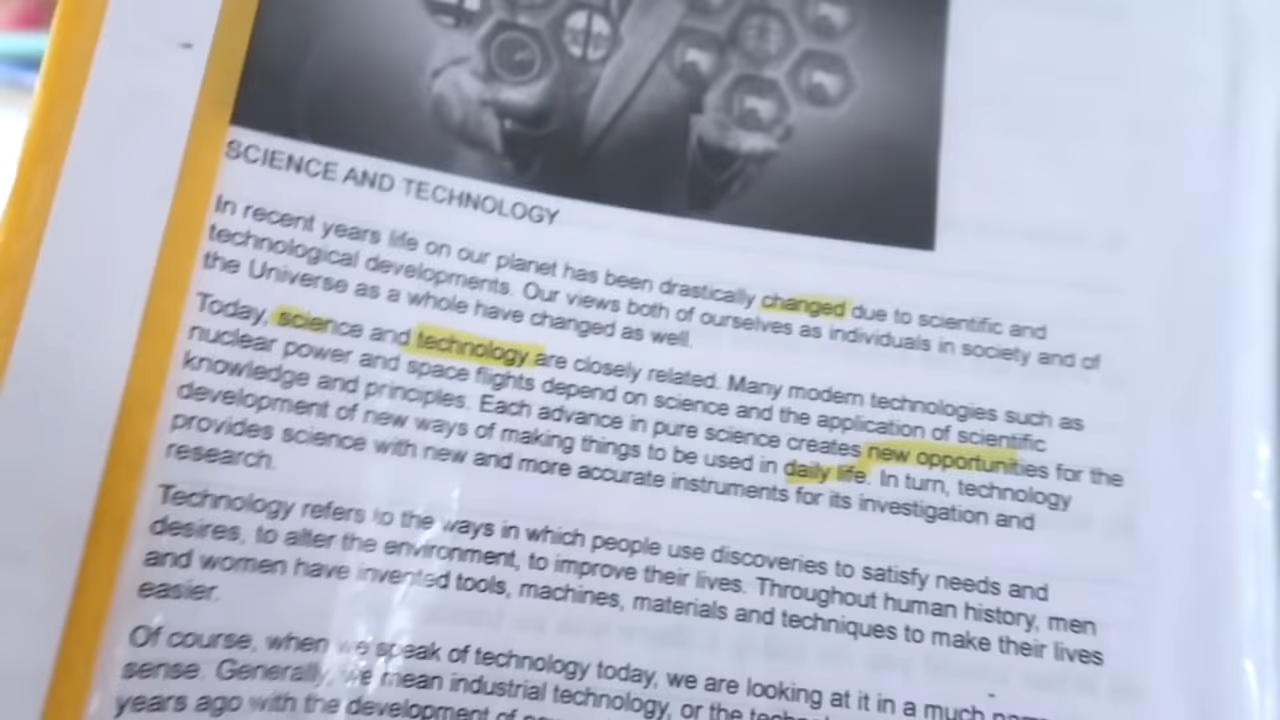 SCIENCE AND TECHNOLOGY
In recent years life on our planet has been drastically changed due to scientific and
technological developments. Our views both of ourselves as individuals in society and of
the Universe as a whole have changed as well.
Today, science and technology are closely related. Many modern technologies such as
nuclear power and space flights depend on science and the application of scientific
knowledge and principles. Each advance in pure science creates new opportunities for the
development of new ways of making things to be used in daily life. In turn, technology
provides science with new and more accurate instruments for its investigation and
research.
Technology refers to the ways in which people use discoveries to satisfy needs and
desires, to alter the environment, to improve their lives. Throughout human history, men
and women have invented tools, machines, materials and techniques to make their lives
easier.
Of course, when we speak of technology today, we are looking at it in a much
sense. Generally, we mean industrial technology, or the
years ago with the development of